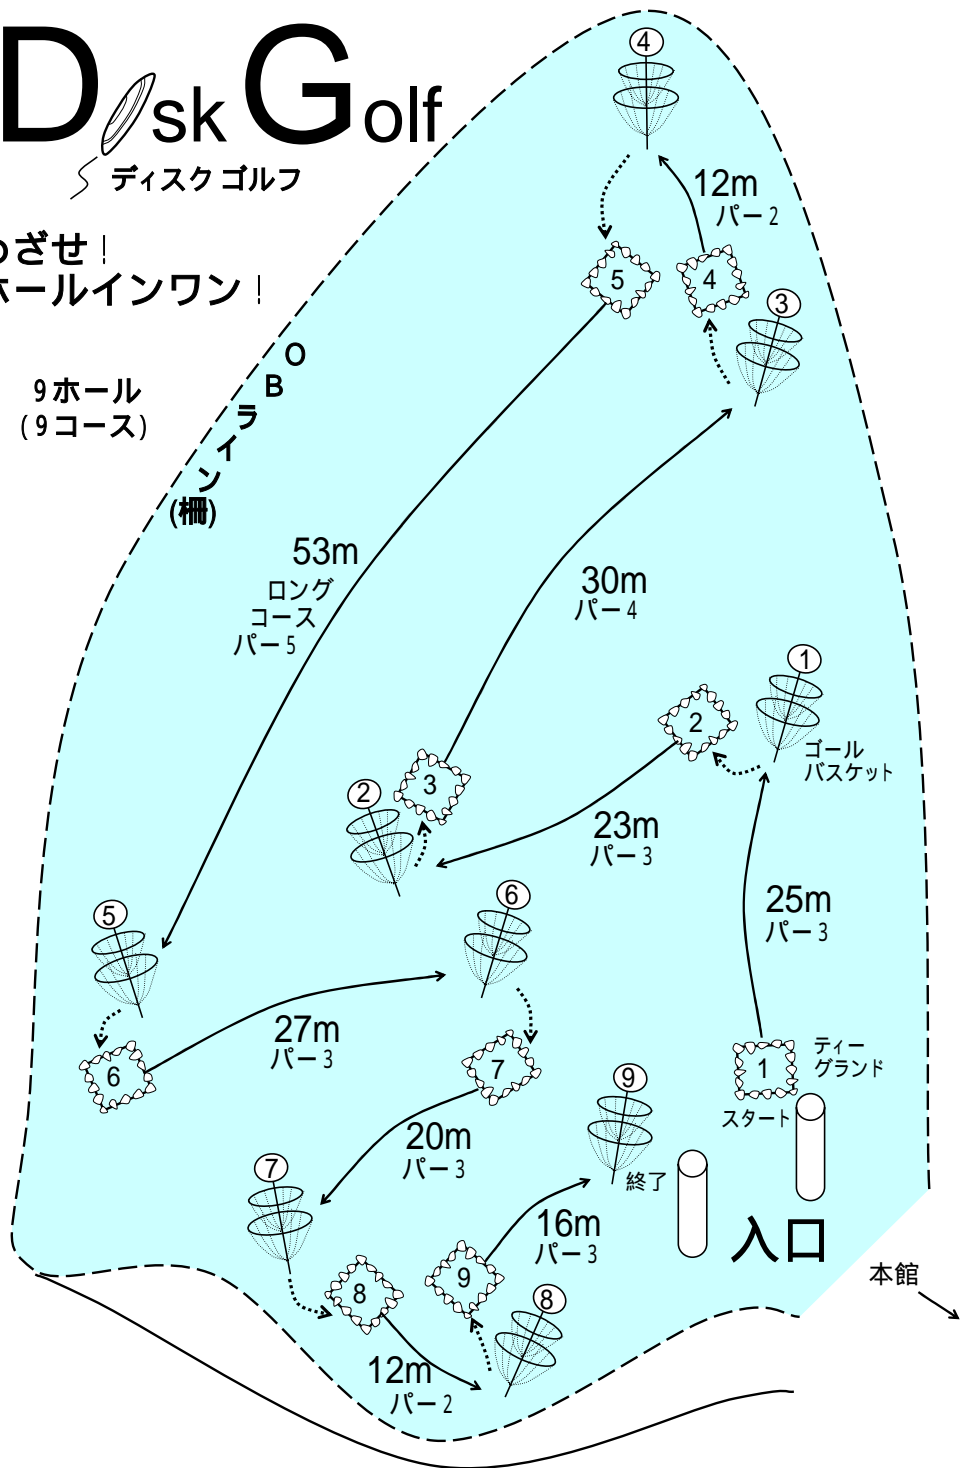 Disk Golf
ディスクゴルフ
めざせ!
ホールインワン!
9ホール
(9コース)
OBライン
(柵)
④
12m
パー2
5
4
③
53m
ロング
コース
パー5
30m
パー4
①
2
ゴール
バスケット
3
②
23m
パー3
⑤
⑥
25m
パー3
27m
パー3
6
7
1
ティー
グランド
スタート
⑨
20m
パー3
終了
⑦
16m
パー3
入口
8
9
⑧
本館
12m
パー2